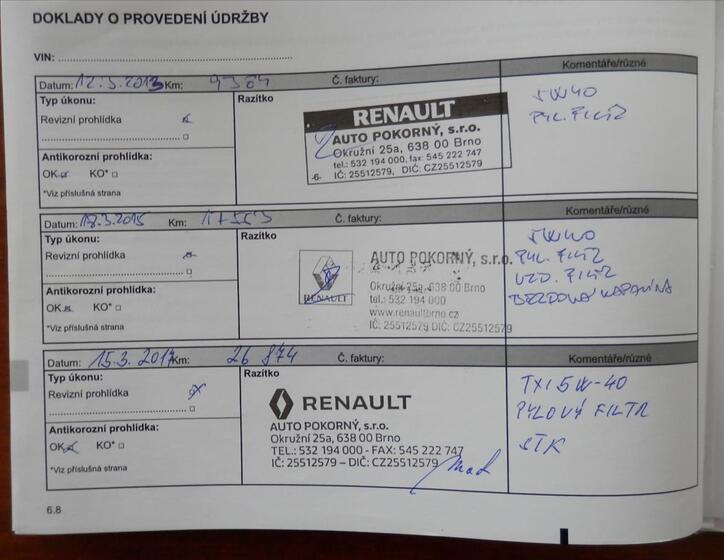 DOKLADY O PROVEDENÍ ÚDRŽBY
VIN:
Datum: 12.3.2013 Km: 9384 Č. faktury: Komentáře/různé
Typ úkonu:
Revizní prohlídka
Antikorozní prohlídka:
OK KO*
*Viz příslušná strana
Razítko
RENAULT
AUTO POKORNÝ, s.r.o.
Okružní 25a, 638 00 Brno
tel.: 532 194 000, fax: 545 222 747
-6- IČ: 25512579, DIČ: CZ25512579
5W40
PYL. FILTR
Datum: 18.3.2015 Km: 17553 Č. faktury: Komentáře/různé
Typ úkonu:
Revizní prohlídka
Antikorozní prohlídka:
OK KO*
*Viz příslušná strana
Razítko
RENAULT
AUTO POKORNÝ, s.r.o.
Okružní 25a, 638 00 Brno
tel.: 532 194 000
www.renaultbrno.cz
IČ: 25512579 DIČ: CZ25512579
5W40
PYL. FILTR
VZD. FILTR
BRZDOVÁ KAPALINA
Datum: 15.3.2017 Km: 26 874 Č. faktury: Komentáře/různé
Typ úkonu:
Revizní prohlídka
Antikorozní prohlídka:
OK KO*
*Viz příslušná strana
Razítko
RENAULT
AUTO POKORNÝ, s.r.o.
Okružní 25a, 638 00 Brno
TEL.: 532 194 000 - FAX: 545 222 747
IČ: 25512579 – DIČ: CZ25512579
TXI 5W-40
PYLOVÝ FILTR
STK
6.8